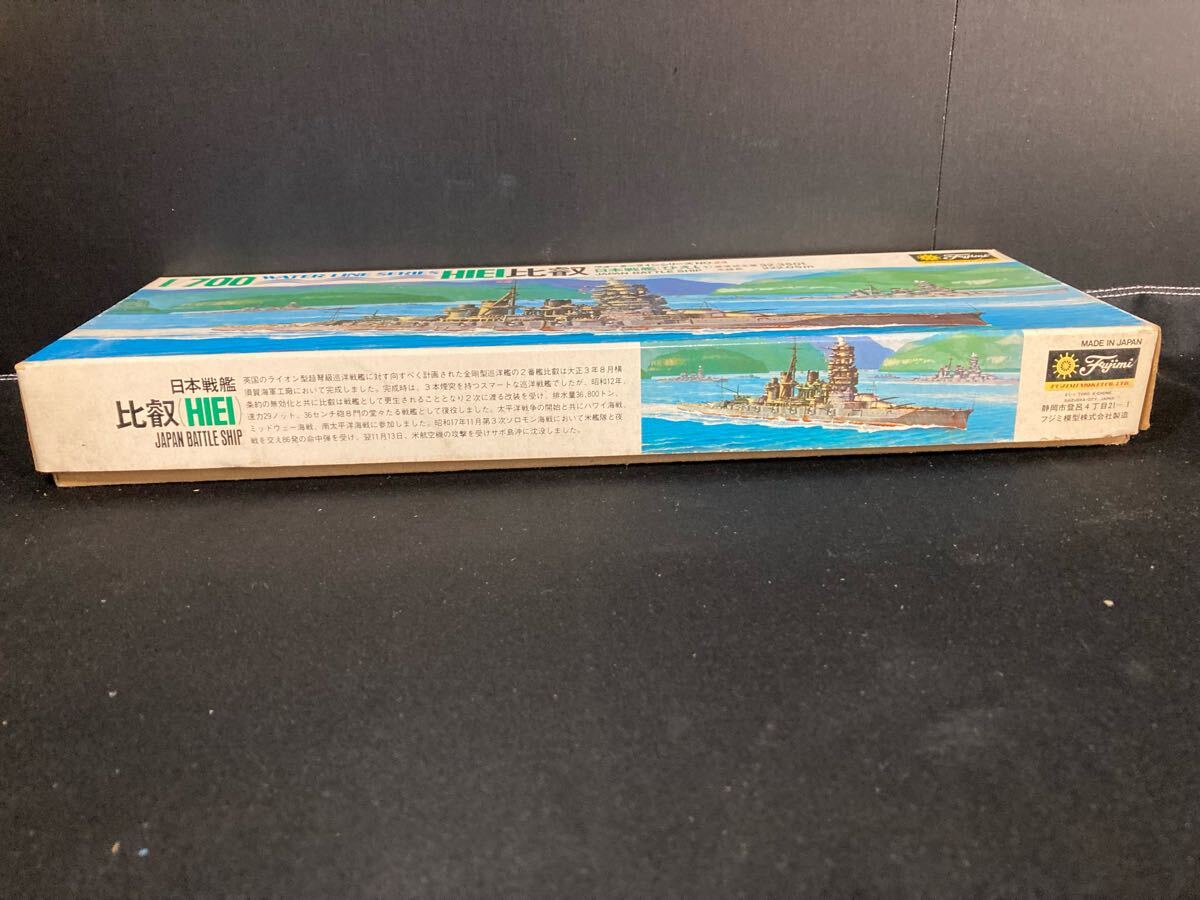 1/700 WATER LINE SERIES HIEI 比叡
JAPAN BATTLE SHIP
Fujimi
日本戦艦
比叡(HIEI)
JAPAN BATTLE SHIP
英国のライオン型超弩級巡洋戦艦に対す向すべく計画された金剛型巡洋艦の2番艦比叡は大正3年8月横
須賀海軍工廠において完成しました。完成時は、3本煙突を持つスマートな巡洋戦艦でしたが、昭和12年、
条約の無効化と共に比叡は戦艦として更生されることとなり2次に渡る改装を受け、排水量36,800トン、
速力29ノット、36センチ砲8門の堂々たる戦艦として復役しました。太平洋戦争の開始と共にハワイ海戦、
ミッドウェー海戦、南太平洋海戦に参加しました。昭和17年11月第3次ソロモン海戦において米艦隊と夜
戦を交え86発の命中弾を受け、翌11月13日、米航空機の攻撃を受けサボ島沖に沈没しました。
MADE IN JAPAN
Fujimi
静岡市登呂4丁目21-1
フジミ模型株式会社製造